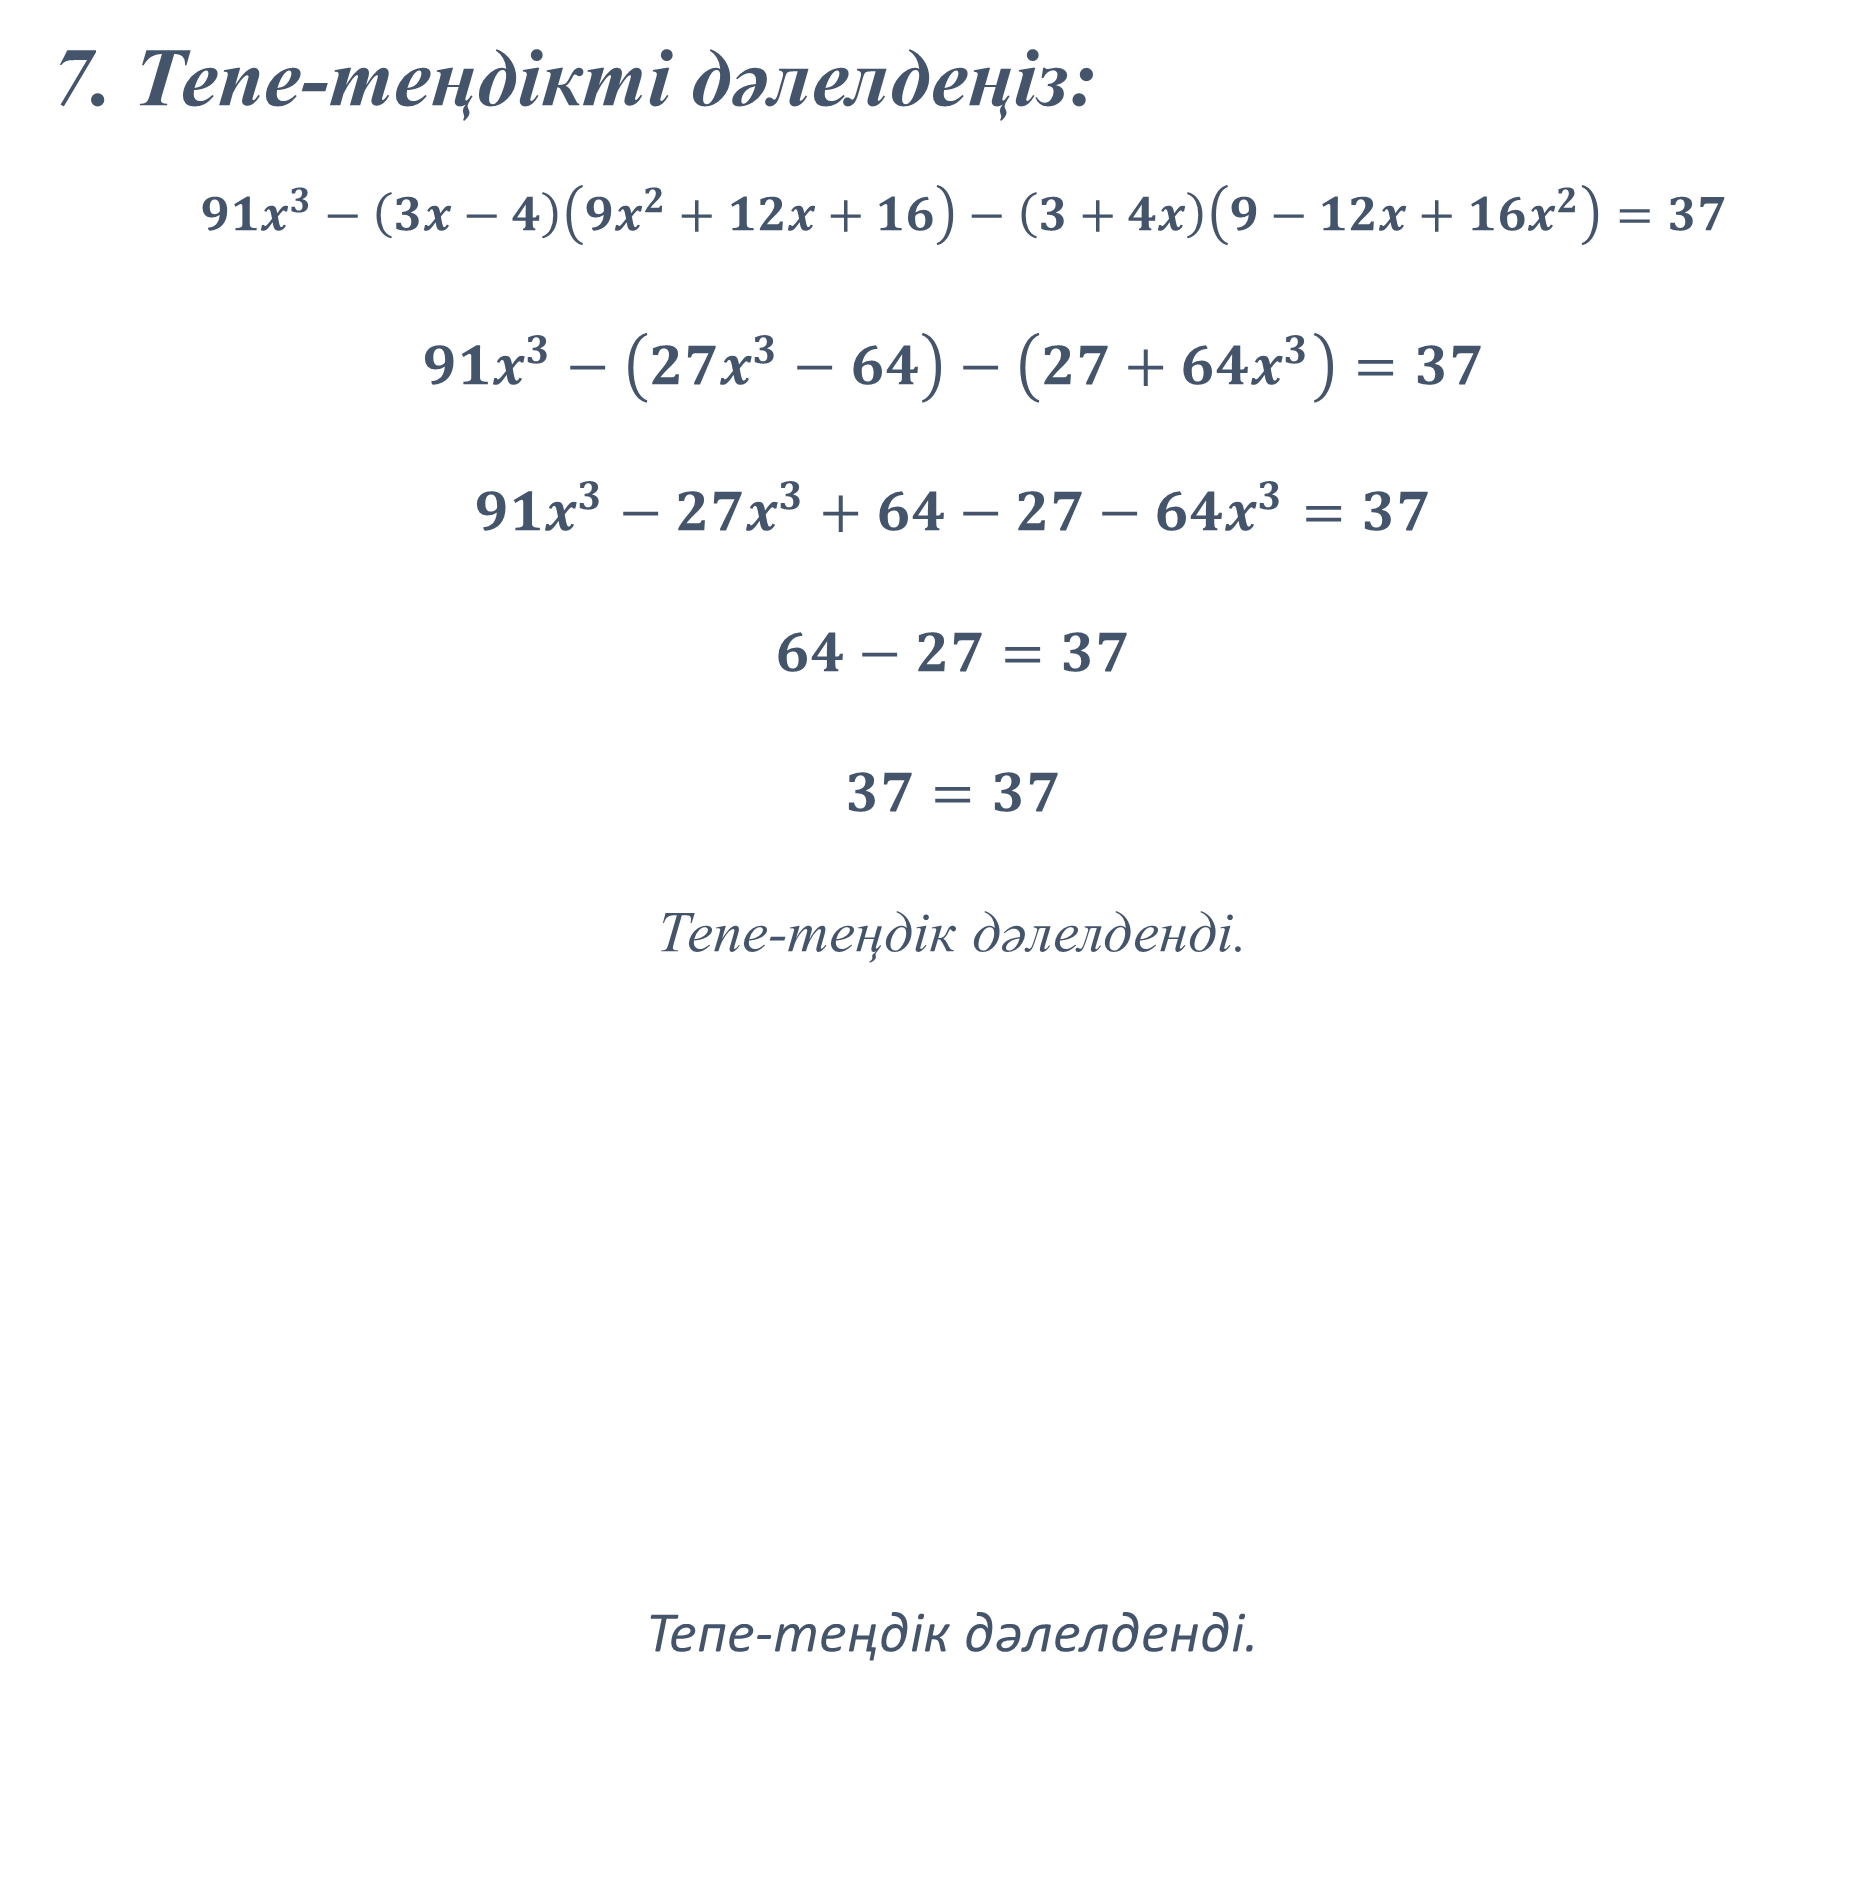 7. Тепе-теңдікті дәлелдеңіз:
91x³ − (3x − 4)(9x² + 12x + 16) − (3 + 4x)(9 − 12x + 16x²) = 37
91x³ − (27x³ − 64) − (27 + 64x³) = 37
91x³ − 27x³ + 64 − 27 − 64x³ = 37
64 − 27 = 37
37 = 37
Тепе-теңдік дәлелденді.
Тепе-теңдік дәлелденді.